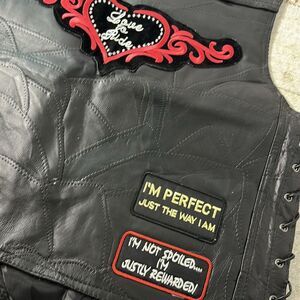 Love
to
Ride
I'M PERFECT
JUST THE WAY I AM
I'M NOT SPOILED....
I'M
JUSTLY REWARDED!